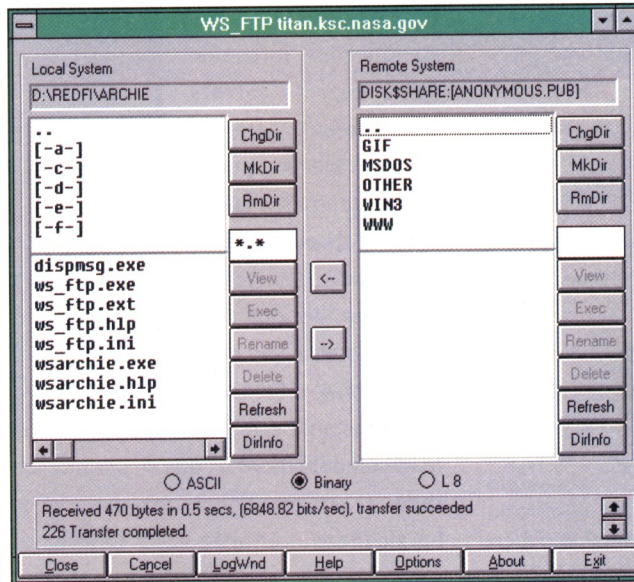 WS_FTP titan.ksc.nasa.gov
Local System
D:\REDFI\ARCHIE
..
[-a-]
[-c-]
[-d-]
[-e-]
[-f-]
ChgDir
MkDir
RmDir
*.*
dispmsg.exe
ws_ftp.exe
ws_ftp.ext
ws_ftp.hlp
ws_ftp.ini
wsarchie.exe
wsarchie.hlp
wsarchie.ini
View
Exec
Rename
Delete
Refresh
DirInfo
<--
-->
Remote System
DISK$SHARE:[ANONYMOUS.PUB]
..
GIF
MSDOS
OTHER
WIN3
WWW
ChgDir
MkDir
RmDir
View
Exec
Rename
Delete
Refresh
DirInfo
ASCII Binary L 8
Received 470 bytes in 0.5 secs, (6848.82 bits/sec), transfer succeeded
226 Transfer completed.
Close Cancel LogWnd Help Options About Exit